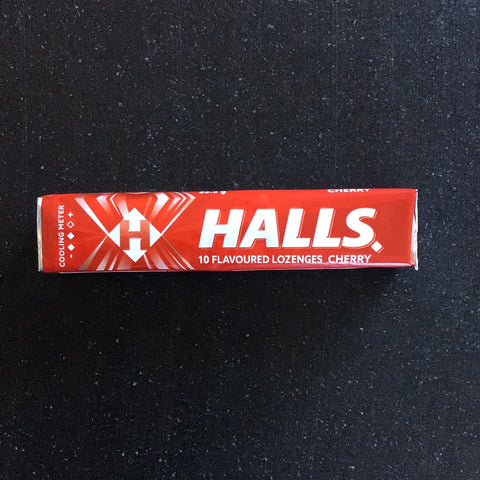 CHERRY
COOLING METER
- +
H
HALLS
10 FLAVOURED LOZENGES CHERRY